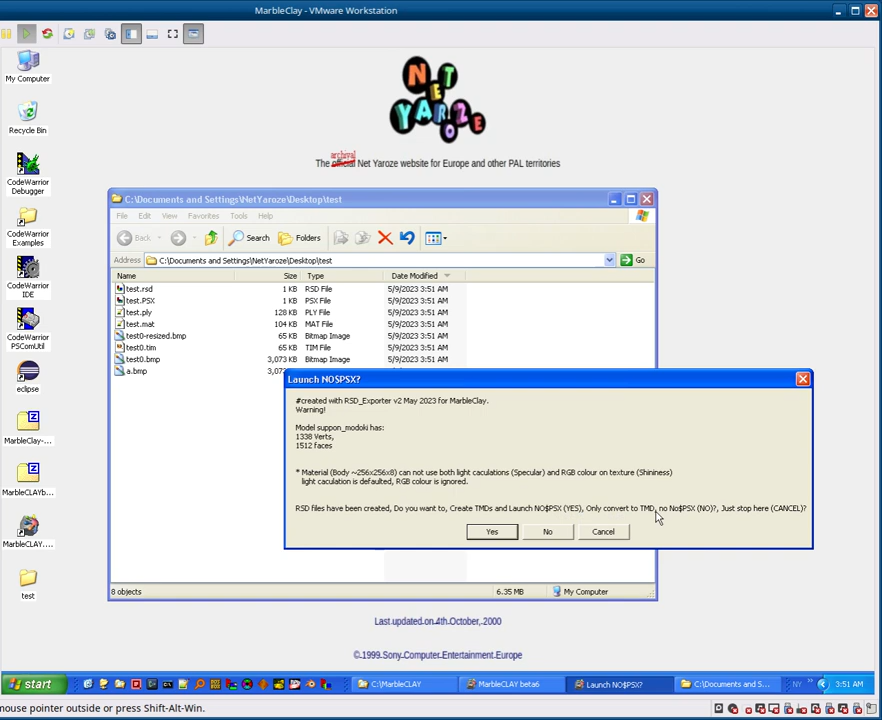 MarbleClay - VMware Workstation
My Computer
Recycle Bin
CodeWarrior
Debugger
CodeWarrior
Examples
CodeWarrior
IDE
CodeWarrior
PSComUtil
eclipse
MarbleClay-...
MarbleCLAYb...
MarbleCLAY....
test
NET
YAROZE
archival
The official Net Yaroze website for Europe and other PAL territories
C:\Documents and Settings\NetYaroze\Desktop\test
File Edit View Favorites Tools Help
Back Search Folders
Address C:\Documents and Settings\NetYaroze\Desktop\test Go
Name Size Type Date Modified
test.rsd 1 KB RSD File 5/9/2023 3:51 AM
test.PSX 1 KB PSX File 5/9/2023 3:51 AM
test.ply 128 KB PLY File 5/9/2023 3:51 AM
test.mat 104 KB MAT File 5/9/2023 3:51 AM
test0-resized.bmp 65 KB Bitmap Image 5/9/2023 3:51 AM
test0.tim 65 KB TIM File 5/9/2023 3:51 AM
test0.bmp 3,073 KB Bitmap Image 5/9/2023 3:51 AM
a.bmp 3,07
Launch NO$PSX?
#created with RSD_Exporter v2 May 2023 for MarbleClay.
Warning!
Model suppon_modoki has:
1338 Verts,
1512 faces
* Material (Body ~256x256x8) can not use both light caculations (Specular) and RGB colour on texture (Shininess)
light caculation is defaulted, RGB colour is ignored.
RSD files have been created, Do you want to, Create TMDs and Launch NO$PSX (YES), Only convert to TMD, no No$PSX (NO)?, Just stop here (CANCEL)?
Yes No Cancel
8 objects 6.35 MB My Computer
Last updated on 4th October, 2000
© 1999 Sony Computer Entertainment Europe
start C:\MarbleCLAY MarbleCLAY beta6 Launch NO$PSX? C:\Documents and S... NY 3:51 AM
mouse pointer outside or press Shift-Alt-Win.